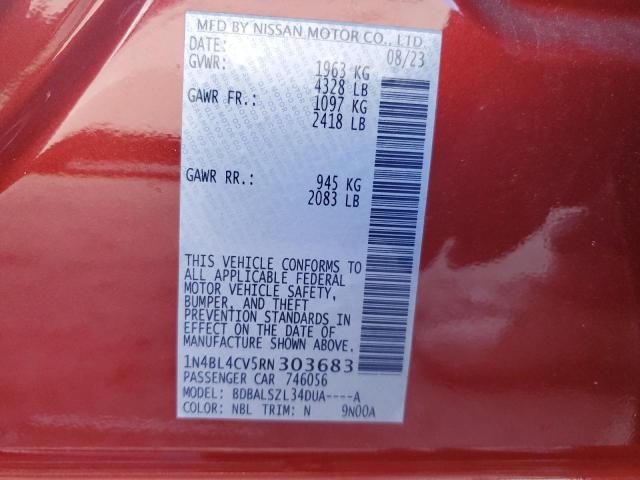 MFD BY NISSAN MOTOR CO., LTD.
DATE: 08/23
GVWR: 1963 KG
4328 LB
GAWR FR.: 1097 KG
2418 LB
GAWR RR.: 945 KG
2083 LB
THIS VEHICLE CONFORMS TO
ALL APPLICABLE FEDERAL
MOTOR VEHICLE SAFETY,
BUMPER, AND THEFT
PREVENTION STANDARDS IN
EFFECT ON THE DATE OF
MANUFACTURE SHOWN ABOVE.
1N4BL4CV5RN303683
PASSENGER CAR 746056
MODEL: BDBALSZL34DUA----A
COLOR: NBL TRIM: N 9N00A